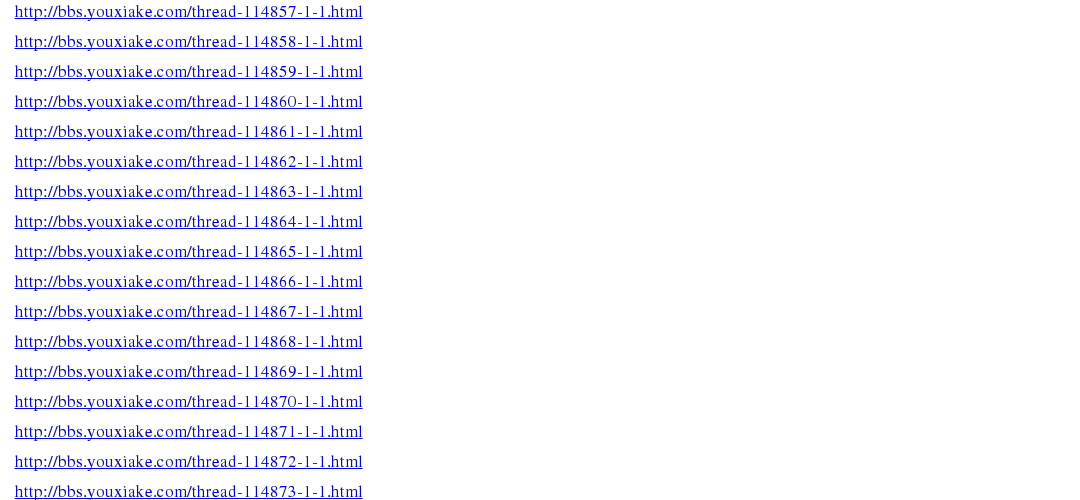 http://bbs.youxiake.com/thread-114857-1-1.html
http://bbs.youxiake.com/thread-114858-1-1.html
http://bbs.youxiake.com/thread-114859-1-1.html
http://bbs.youxiake.com/thread-114860-1-1.html
http://bbs.youxiake.com/thread-114861-1-1.html
http://bbs.youxiake.com/thread-114862-1-1.html
http://bbs.youxiake.com/thread-114863-1-1.html
http://bbs.youxiake.com/thread-114864-1-1.html
http://bbs.youxiake.com/thread-114865-1-1.html
http://bbs.youxiake.com/thread-114866-1-1.html
http://bbs.youxiake.com/thread-114867-1-1.html
http://bbs.youxiake.com/thread-114868-1-1.html
http://bbs.youxiake.com/thread-114869-1-1.html
http://bbs.youxiake.com/thread-114870-1-1.html
http://bbs.youxiake.com/thread-114871-1-1.html
http://bbs.youxiake.com/thread-114872-1-1.html
http://bbs.youxiake.com/thread-114873-1-1.html